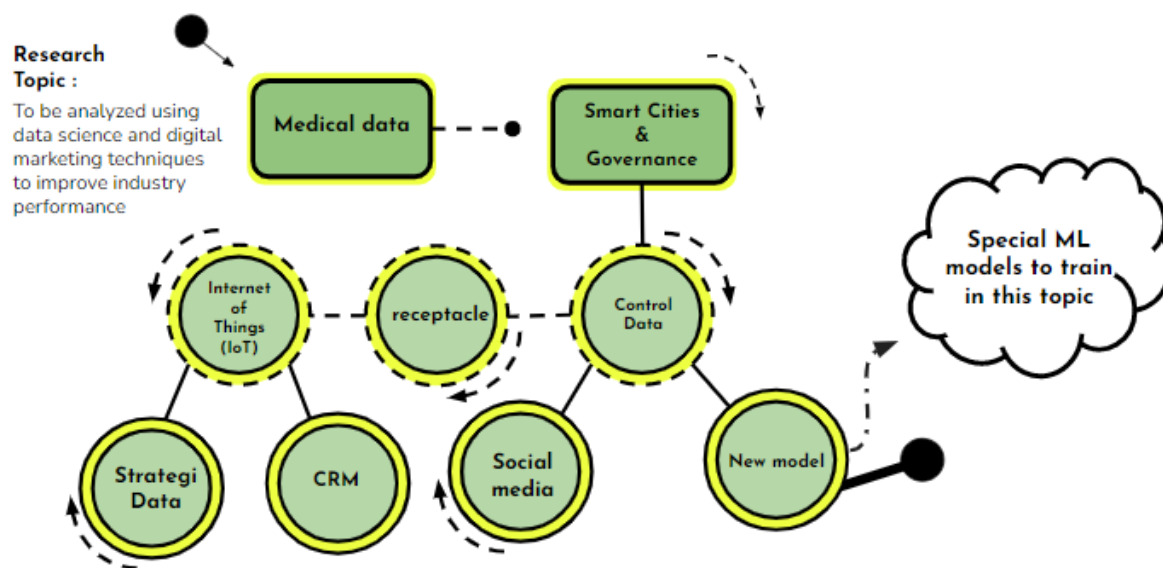 Research
Topic :
To be analyzed using
data science and digital
marketing techniques
to improve industry
performance
Medical data
Smart Cities
&
Governance
Special ML
models to train
in this topic
Internet
of
Things
(IoT)
receptacle
Control
Data
Strategi
Data
CRM
Social
media
New model